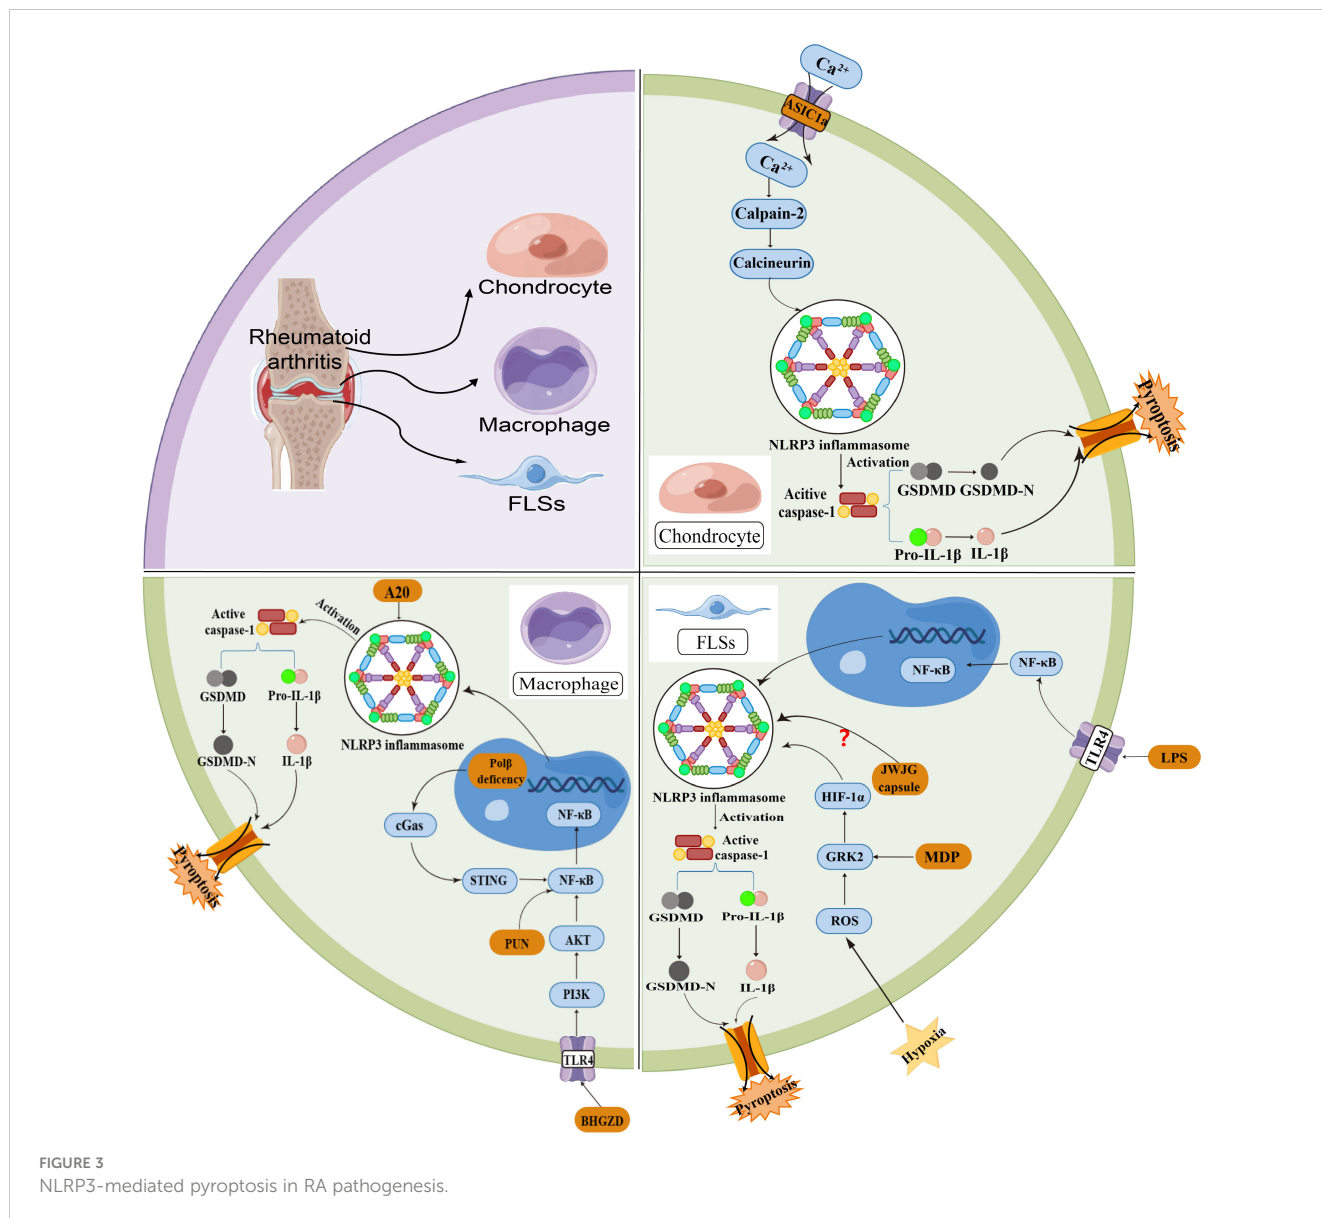 Rheumatoid
arthritis
Chondrocyte
Macrophage
FLSs
Ca²⁺
ASIC1a
Ca²⁺
Calpain-2
Calcineurin
NLRP3 inflammasome
Activation
Acitive
caspase-1
GSDMD
GSDMD-N
Pro-IL-1β
IL-1β
Pyroptosis
Chondrocyte
A20
Activation
Active
caspase-1
GSDMD
Pro-IL-1β
GSDMD-N
IL-1β
Pyroptosis
NLRP3 inflammasome
Macrophage
Polβ
deficency
cGas
STING
NF-κB
NF-κB
PUN
AKT
PI3K
TLR4
BHGZD
FLSs
NF-κB
NF-κB
TLR4
LPS
?
JWJG
capsule
HIF-1α
GRK2
MDP
ROS
Hypoxia
NLRP3 inflammasome
Activation
Active
caspase-1
GSDMD
Pro-IL-1β
GSDMD-N
IL-1β
Pyroptosis
FIGURE 3
NLRP3-mediated pyroptosis in RA pathogenesis.